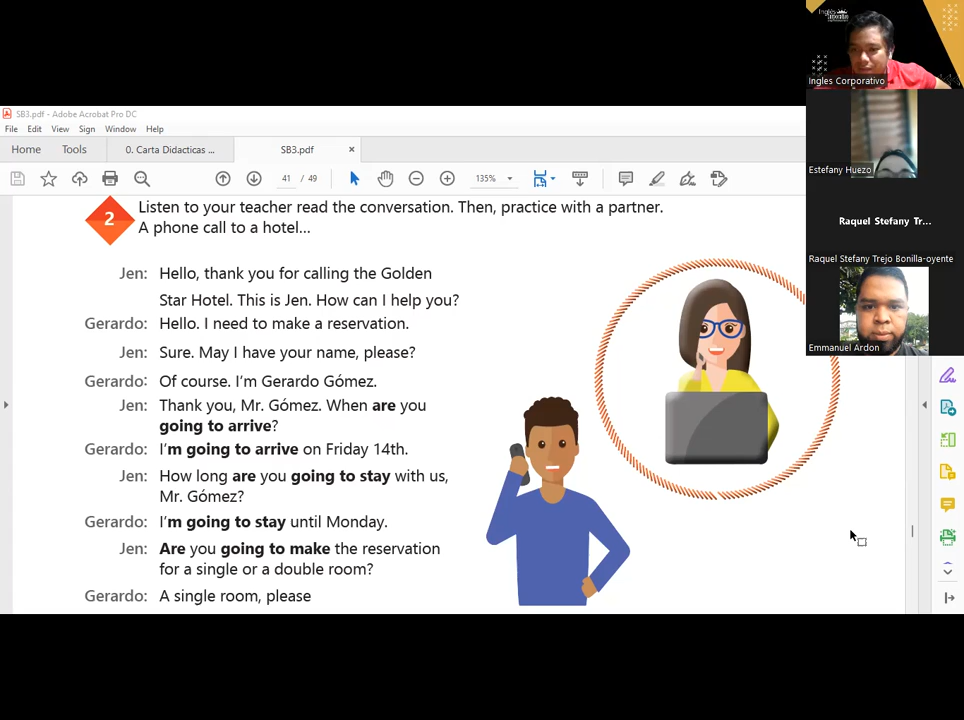 SB3.pdf - Adobe Acrobat Pro DC
File Edit View Sign Window Help
Home Tools 0. Carta Didacticas ... SB3.pdf ×
41 / 49 135%
2
Listen to your teacher read the conversation. Then, practice with a partner.
A phone call to a hotel...
Jen: Hello, thank you for calling the Golden
Star Hotel. This is Jen. How can I help you?
Gerardo: Hello. I need to make a reservation.
Jen: Sure. May I have your name, please?
Gerardo: Of course. I'm Gerardo Gómez.
Jen: Thank you, Mr. Gómez. When are you
going to arrive?
Gerardo: I'm going to arrive on Friday 14th.
Jen: How long are you going to stay with us,
Mr. Gómez?
Gerardo: I'm going to stay until Monday.
Jen: Are you going to make the reservation
for a single or a double room?
Gerardo: A single room, please
Inglés
Corporativo
Ingles Corporativo
Estefany Huezo
Raquel Stefany Tr...
Raquel Stefany Trejo Bonilla-oyente
Emmanuel Ardon